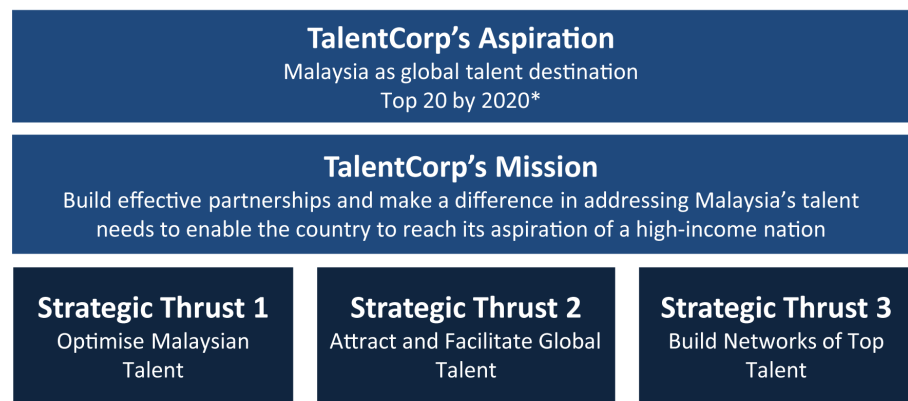 TalentCorp’s Aspiration
Malaysia as global talent destination
Top 20 by 2020*
TalentCorp’s Mission
Build effective partnerships and make a difference in addressing Malaysia’s talent
needs to enable the country to reach its aspiration of a high-income nation
Strategic Thrust 1
Optimise Malaysian
Talent
Strategic Thrust 2
Attract and Facilitate Global
Talent
Strategic Thrust 3
Build Networks of Top
Talent